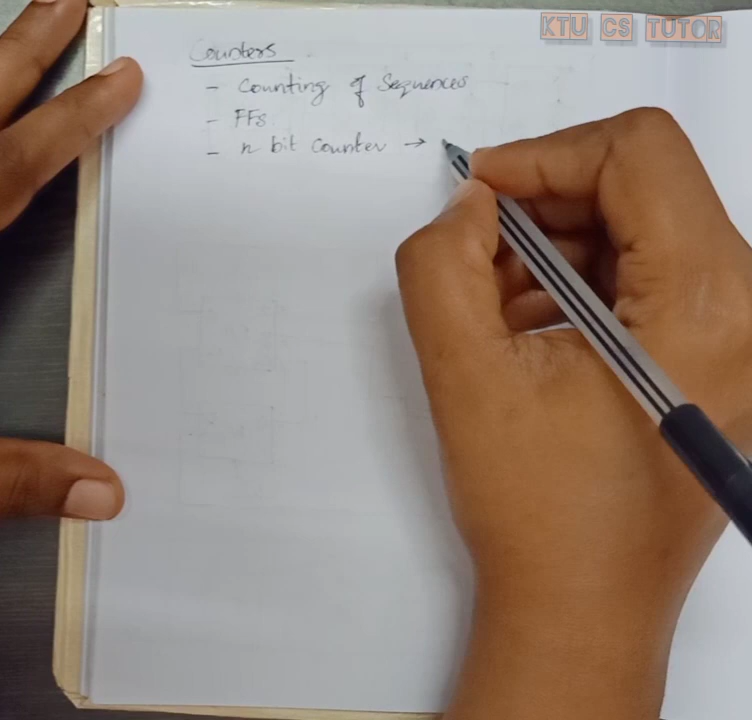 KTU CS TUTOR
Counters
- Counting of Sequences
- FFs
- n bit Counter →